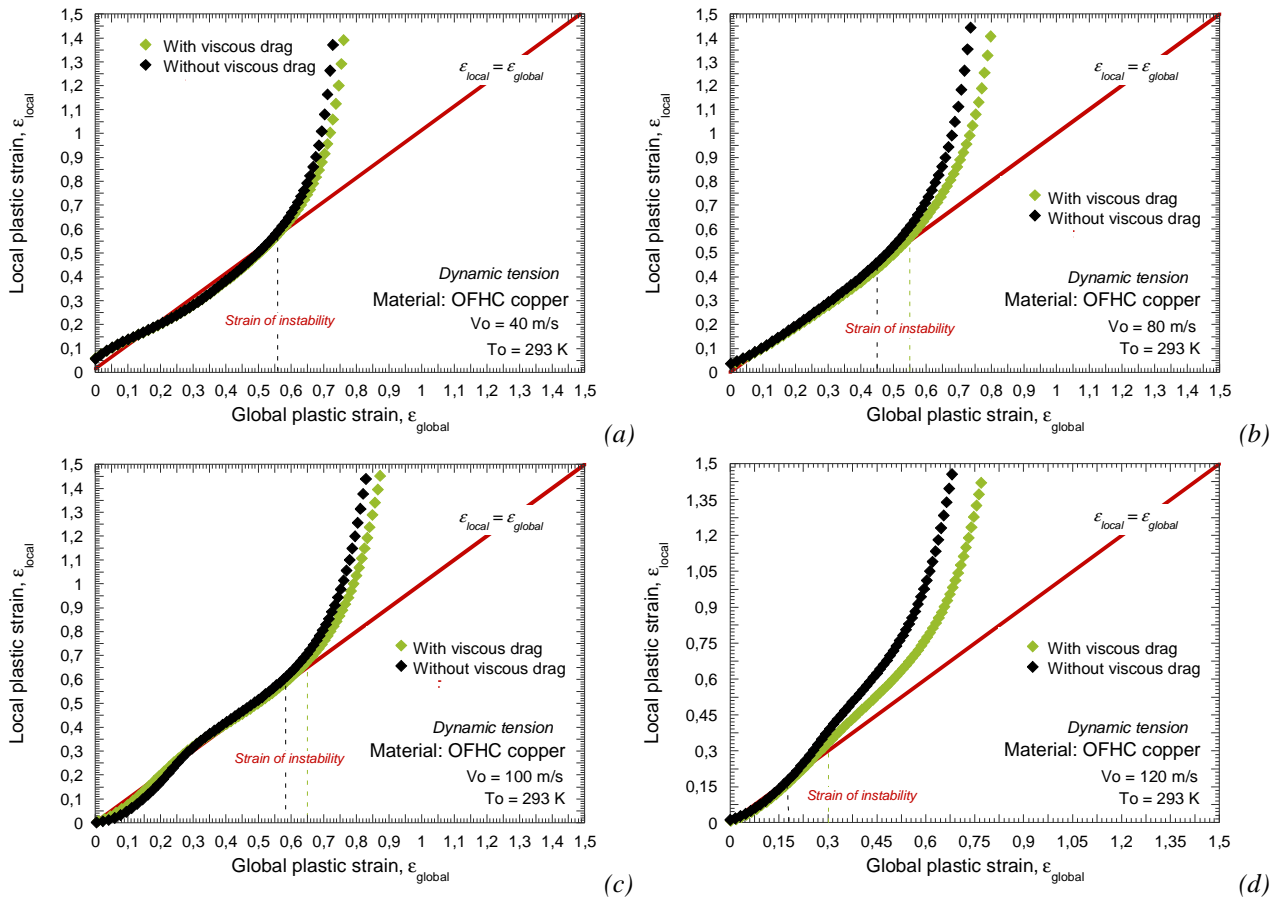 1,5
1,4
1,3
1,2
1,1
1
0,9
0,8
0,7
0,6
0,5
0,4
0,3
0,2
0,1
0
Local plastic strain, ε_local
With viscous drag
Without viscous drag
ε_local = ε_global
Dynamic tension
Material: OFHC copper
Strain of instability
Vo = 40 m/s
To = 293 K
0 0,1 0,2 0,3 0,4 0,5 0,6 0,7 0,8 0,9 1 1,1 1,2 1,3 1,4 1,5
Global plastic strain, ε_global
(a)
1,5
1,4
1,3
1,2
1,1
1
0,9
0,8
0,7
0,6
0,5
0,4
0,3
0,2
0,1
0
Local plastic strain, ε_local
ε_local = ε_global
With viscous drag
Without viscous drag
Dynamic tension
Material: OFHC copper
Strain of instability
Vo = 80 m/s
To = 293 K
0 0,1 0,2 0,3 0,4 0,5 0,6 0,7 0,8 0,9 1 1,1 1,2 1,3 1,4 1,5
Global plastic strain, ε_global
(b)
1,5
1,4
1,3
1,2
1,1
1
0,9
0,8
0,7
0,6
0,5
0,4
0,3
0,2
0,1
0
Local plastic strain, ε_local
ε_local = ε_global
With viscous drag
Without viscous drag
Dynamic tension
Material: OFHC copper
Strain of instability
Vo = 100 m/s
To = 293 K
0 0,1 0,2 0,3 0,4 0,5 0,6 0,7 0,8 0,9 1 1,1 1,2 1,3 1,4 1,5
Global plastic strain, ε_global
(c)
1,5
1,35
1,2
1,05
0,9
0,75
0,6
0,45
0,3
0,15
0
Local plastic strain, ε_local
ε_local = ε_global
With viscous drag
Without viscous drag
Dynamic tension
Material: OFHC copper
Vo = 120 m/s
Strain of instability
To = 293 K
0 0,15 0,3 0,45 0,6 0,75 0,9 1,05 1,2 1,35 1,5
Global plastic strain, ε_global
(d)